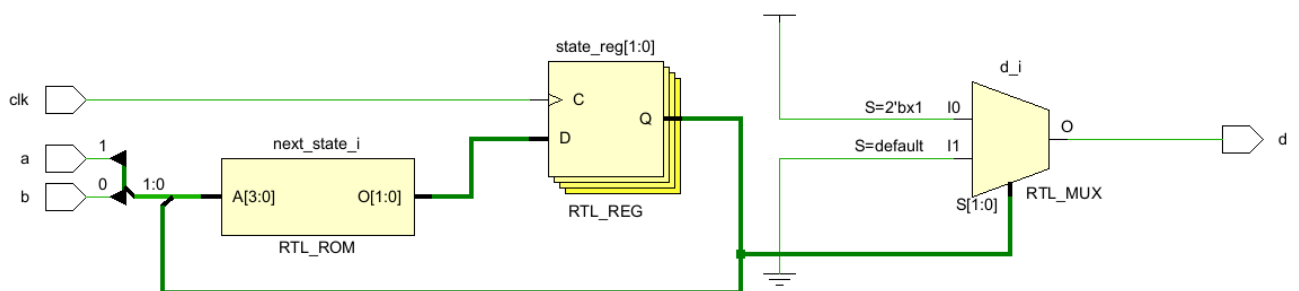 state_reg[1:0]
d_i
clk
C
S=2'bx1
I0
Q
O
D
d
a
1
next_state_i
S=default
I1
b
0
1:0
A[3:0]
O[1:0]
S[1:0]
RTL_MUX
RTL_REG
RTL_ROM